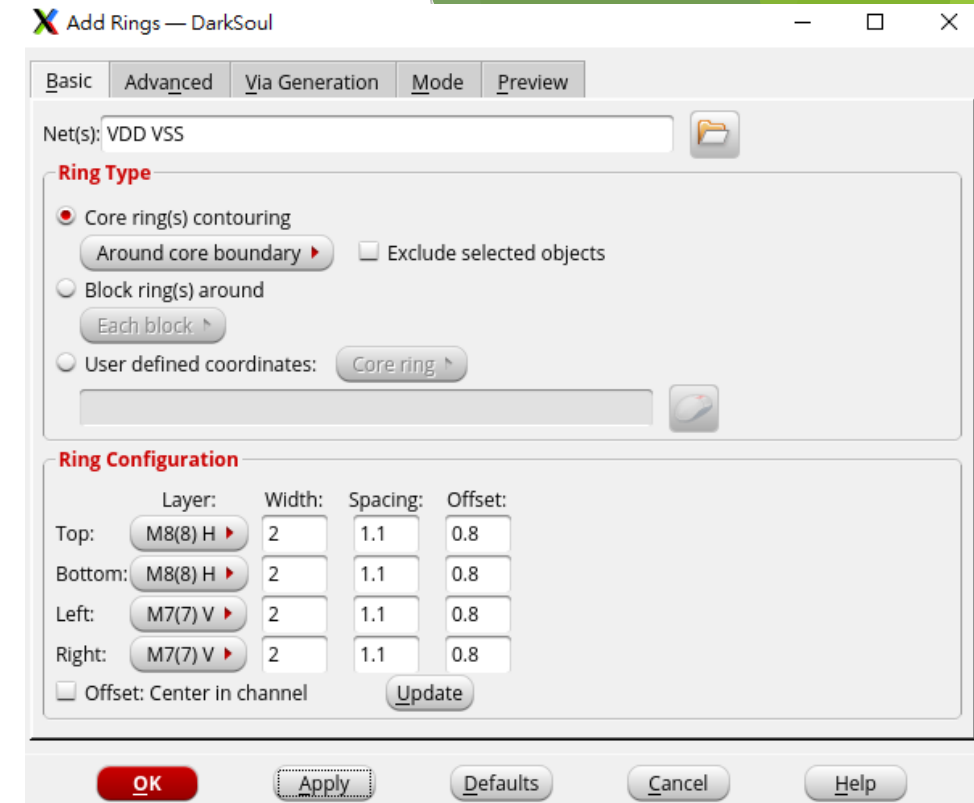 Add Rings — DarkSoul
Basic Advanced Via Generation Mode Preview
Net(s): VDD VSS
Ring Type
Core ring(s) contouring
Around core boundary Exclude selected objects
Block ring(s) around
Each block
User defined coordinates: Core ring
Ring Configuration
Layer: Width: Spacing: Offset:
Top: M8(8) H 2 1.1 0.8
Bottom: M8(8) H 2 1.1 0.8
Left: M7(7) V 2 1.1 0.8
Right: M7(7) V 2 1.1 0.8
Offset: Center in channel Update
OK Apply Defaults Cancel Help